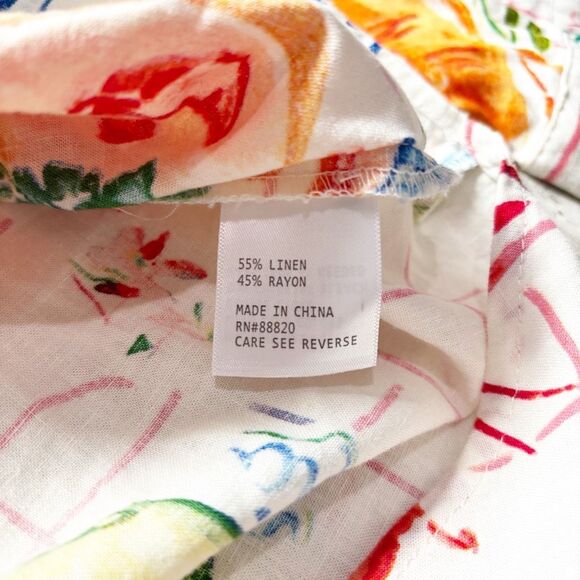 55% LINEN
45% RAYON
MADE IN CHINA
RN#88820
CARE SEE REVERSE